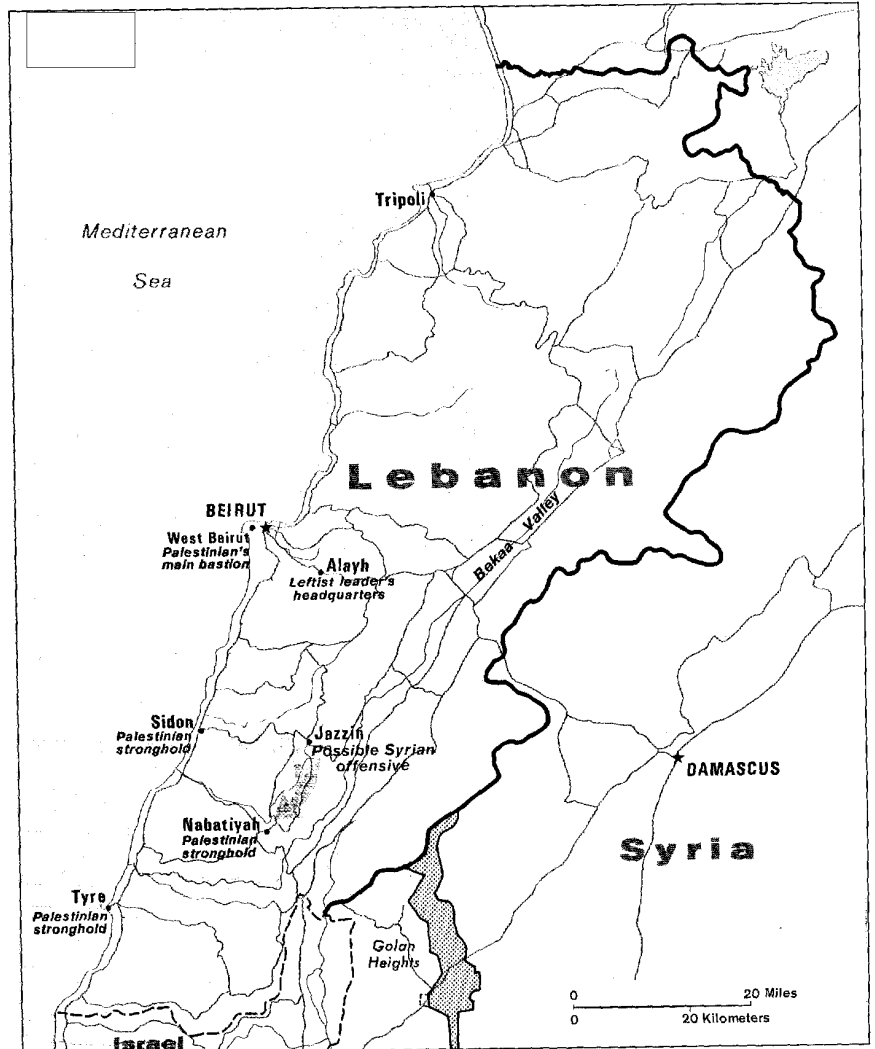 Tripoli
Mediterranean
Sea
Lebanon
BEIRUT
West Beirut
Palestinian's
main bastion
Alayh
Leftist leader's
headquarters
Bekaa Valley
Sidon
Palestinian
stronghold
Jazzin
Possible Syrian
offensive
DAMASCUS
Nabatiyah
Palestinian
stronghold
Syria
Tyre
Palestinian
stronghold
Golan
Heights
0 20 Miles
0 20 Kilometers
Israel